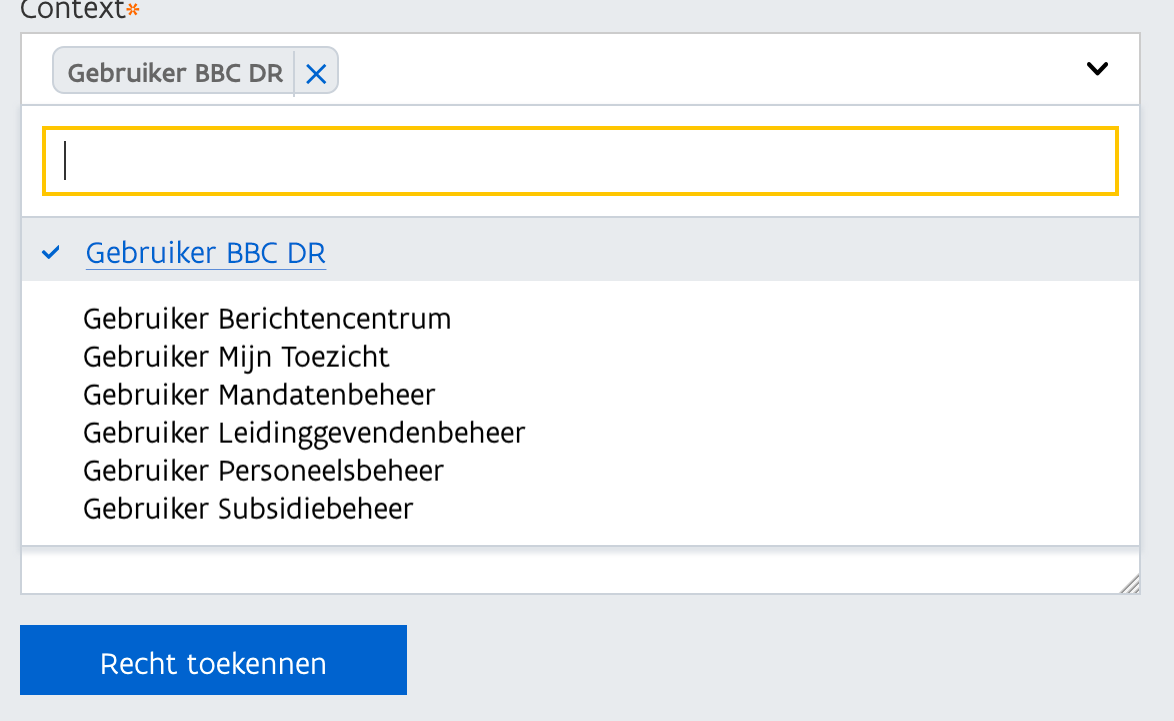 Context*
Gebruiker BBC DR
Gebruiker BBC DR
Gebruiker Berichtencentrum
Gebruiker Mijn Toezicht
Gebruiker Mandatenbeheer
Gebruiker Leidinggevendenbeheer
Gebruiker Personeelsbeheer
Gebruiker Subsidiebeheer
Recht toekennen